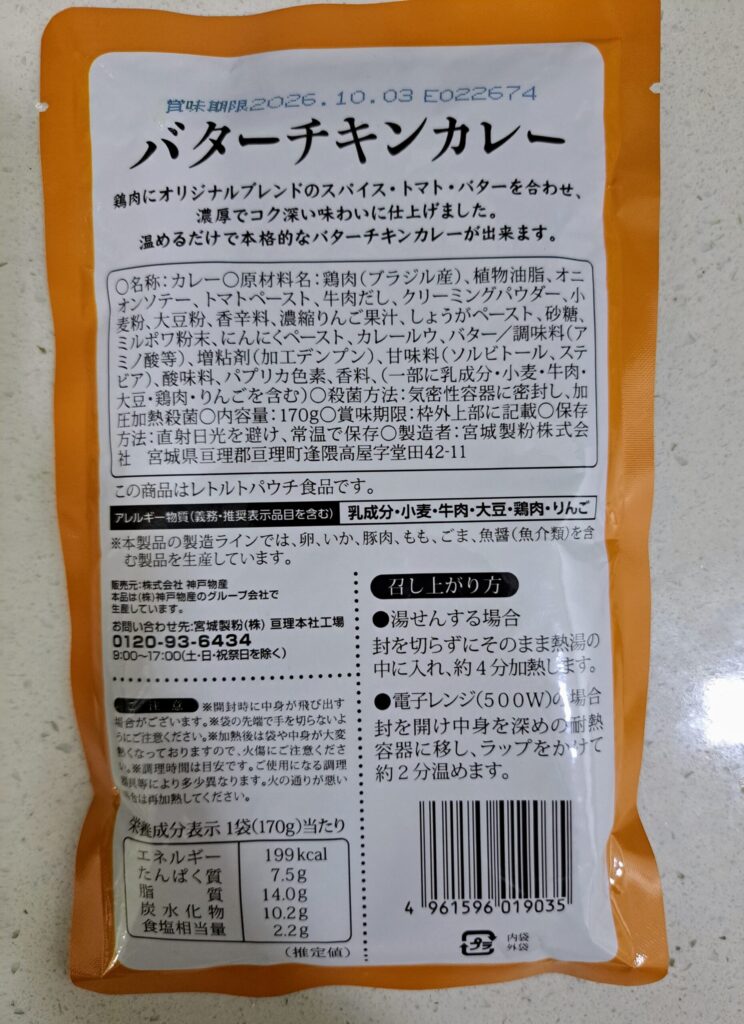 賞味期限2026.10.03 E022674
バターチキンカレー
鶏肉にオリジナルブレンドのスパイス・トマト・バターを合わせ、
濃厚でコク深い味わいに仕上げました。
温めるだけで本格的なバターチキンカレーが出来ます。
〇名称：カレー〇原材料名：鶏肉(ブラジル産)、植物油脂、オニ
オンソテー、トマトペースト、牛肉だし、クリーミングパウダー、小
麦粉、大豆粉、香辛料、濃縮りんご果汁、しょうがペースト、砂糖、
ミルポワ粉末、にんにくペースト、カレールウ、バター／調味料(ア
ミノ酸等)、増粘剤(加工デンプン)、甘味料(ソルビトール、ステ
ビア)、酸味料、パプリカ色素、香料、(一部に乳成分・小麦・牛肉・
大豆・鶏肉・りんごを含む)〇殺菌方法：気密性容器に密封し、加
圧加熱殺菌〇内容量：170g〇賞味期限：枠外上部に記載〇保存
方法：直射日光を避け、常温で保存〇製造者：宮城製粉株式会
社　宮城県亘理郡亘理町逢隈高屋字堂田42-11
この商品はレトルトパウチ食品です。
アレルギー物質(義務・推奨表示品目を含む) 乳成分・小麦・牛肉・大豆・鶏肉・りんご
※本製品の製造ラインでは、卵、いか、豚肉、もも、ごま、魚醤(魚介類)を含
む製品を生産しています。
販売元：株式会社 神戸物産
本品は(株)神戸物産のグループ会社で
生産しています。
お問い合わせ先：宮城製粉(株) 亘理本社工場
0120-93-6434
9:00〜17:00(土・日・祝祭日を除く)
ご注意 ※開封時に中身が飛び出す
場合がございます。※袋の先端で手を切らないよ
うにご注意ください。※加熱後は袋や中身が大変
熱くなっておりますので、火傷にご注意くださ
い。※調理時間は目安です。ご使用になる調理
器具等により多少異なります。火の通りが悪い
場合は再加熱してください。
栄養成分表示 1袋(170g)当たり
エネルギー 199kcal
たんぱく質 7.5g
脂質 14.0g
炭水化物 10.2g
食塩相当量 2.2g
(推定値)
召し上がり方
●湯せんする場合
封を切らずにそのまま熱湯の
中に入れ、約4分加熱します。
●電子レンジ(500W)の場合
封を開け中身を深めの耐熱
容器に移し、ラップをかけて
約2分温めます。
4 961596 019035
プラ 内袋
外袋